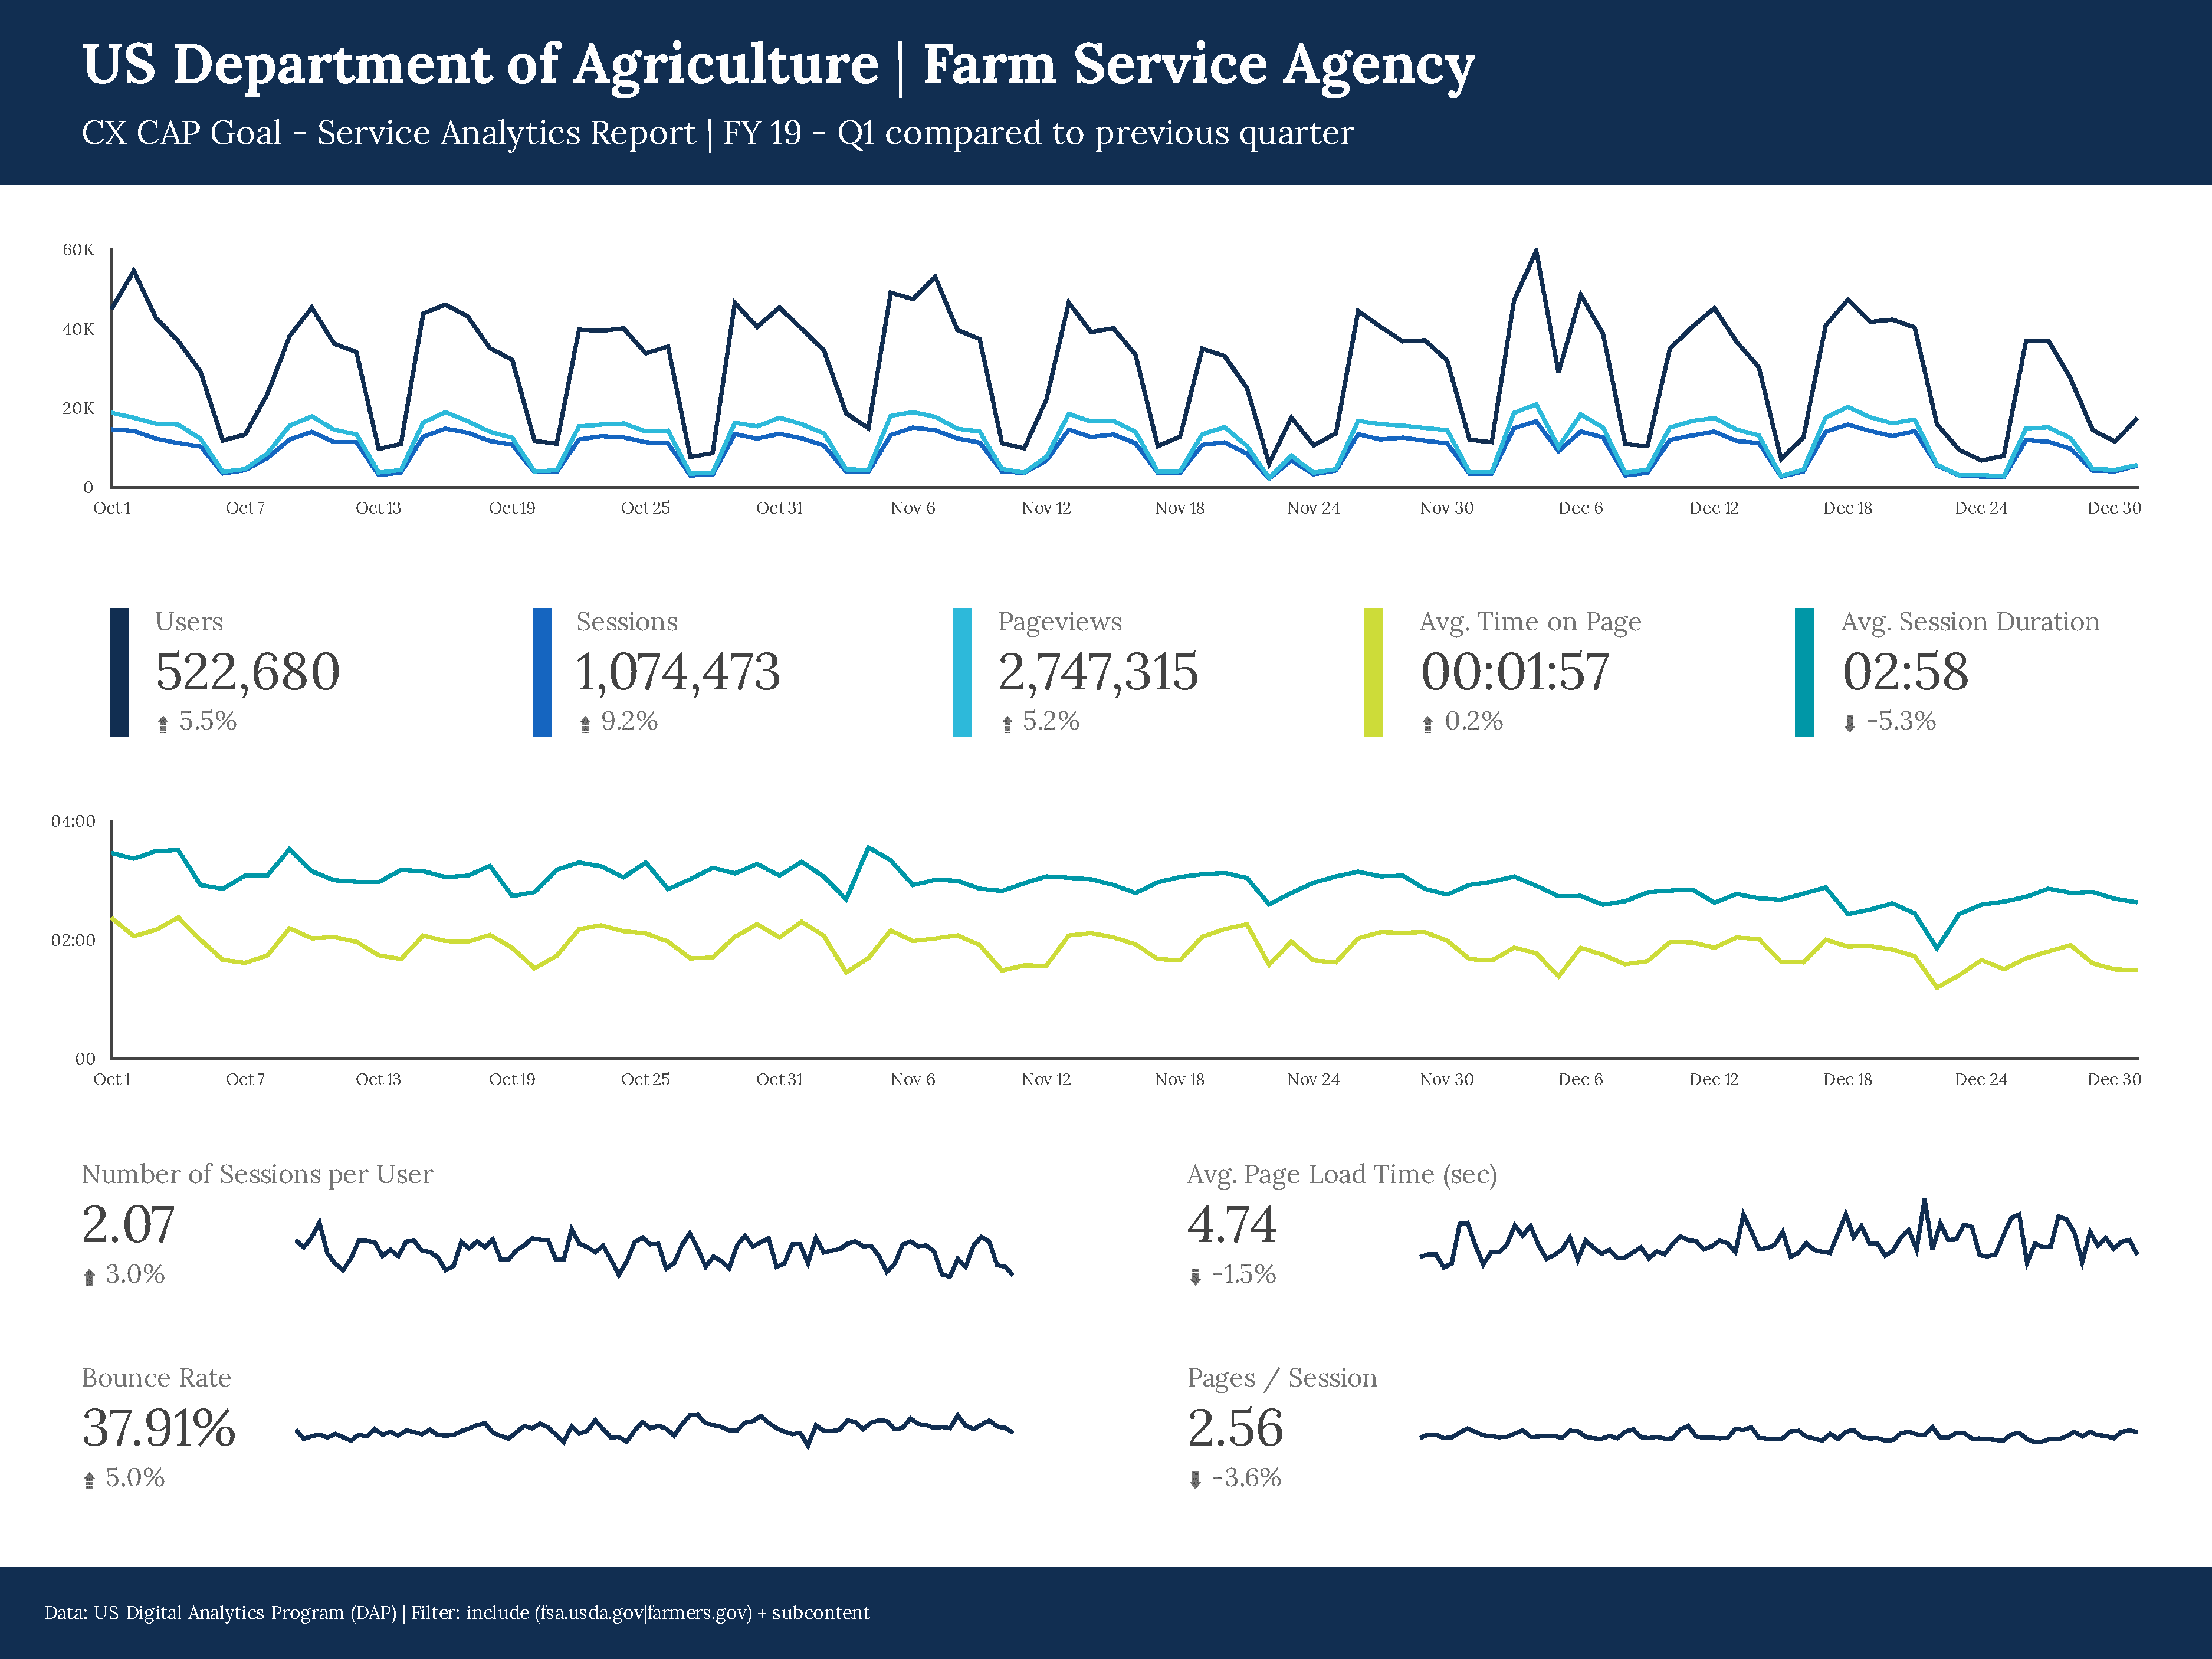 US Department of Agriculture | Farm Service Agency
CX CAP Goal - Service Analytics Report | FY 19 - Q1 compared to previous quarter
60K
40K
20K
0
Oct 1 Oct 7 Oct 13 Oct 19 Oct 25 Oct 31 Nov 6 Nov 12 Nov 18 Nov 24 Nov 30 Dec 6 Dec 12 Dec 18 Dec 24 Dec 30
Users Sessions Pageviews Avg. Time on Page Avg. Session Duration
522,680 1,074,473 2,747,315 00:01:57 02:58
5.5% 9.2% 5.2% 0.2% -5.3%
04:00
02:00
00
Oct 1 Oct 7 Oct 13 Oct 19 Oct 25 Oct 31 Nov 6 Nov 12 Nov 18 Nov 24 Nov 30 Dec 6 Dec 12 Dec 18 Dec 24 Dec 30
Number of Sessions per User
2.07
3.0%
Avg. Page Load Time (sec)
4.74
-1.5%
Bounce Rate
37.91%
5.0%
Pages / Session
2.56
-3.6%
Data: US Digital Analytics Program (DAP) | Filter: include (fsa.usda.gov|farmers.gov) + subcontent